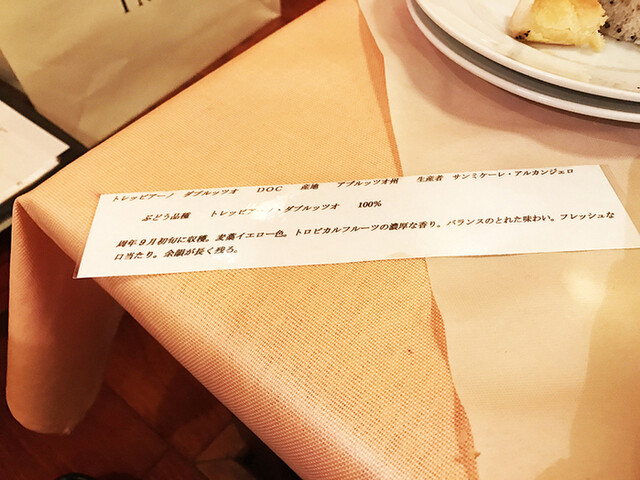 トレッビアーノ ダブルッツオ DOC 産地 アブルッツオ州 生産者 サンミケーレ・アルカンジェロ
ぶどう品種 トレッビアーノ・ダブルッツオ 100%
周年9月初旬に収穫。麦藁イエロー色。トロピカルフルーツの濃厚な香り。バランスのとれた味わい。フレッシュな
口当たり。余韻が長く残る。